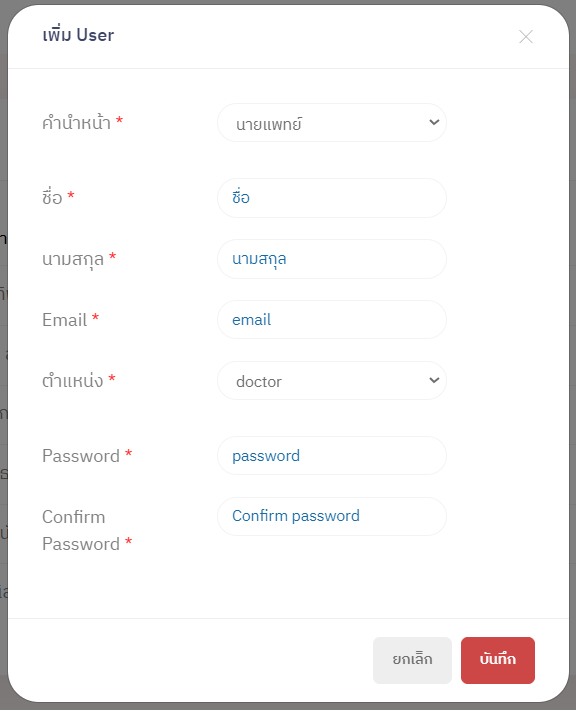 เพิ่ม User
คำนำหน้า *
นายแพทย์
ชื่อ *
ชื่อ
นามสกุล *
นามสกุล
Email *
email
ตำแหน่ง *
doctor
Password *
password
Confirm
Password *
Confirm password
ยกเล็ก
บันทึก